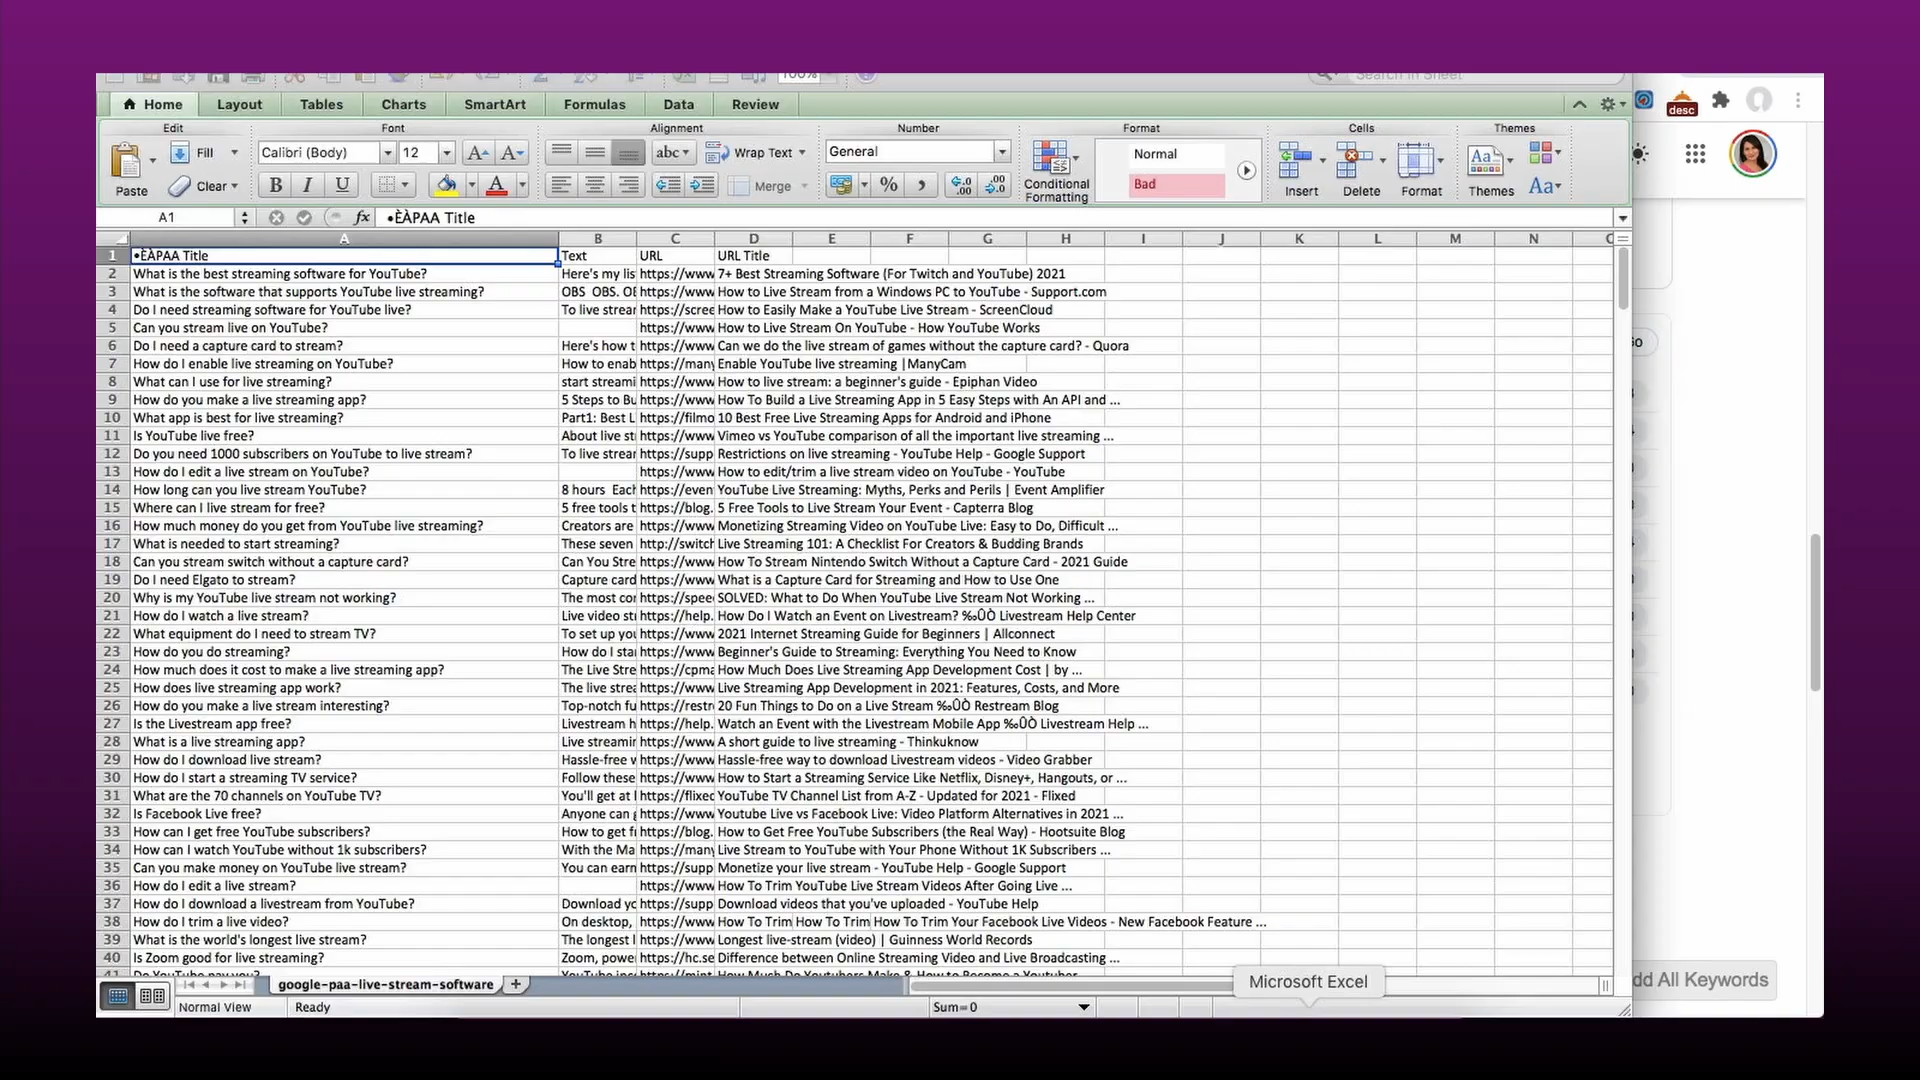 100%
Search in Sheet
Home Layout Tables Charts SmartArt Formulas Data Review
desc
Edit Font Alignment Number Format Cells Themes
Fill Calibri (Body) 12 A A abc Wrap Text General Normal
Paste Clear B I U A Merge % , .0 .00 .00 .0 Conditional Formatting Bad Insert Delete Format Aa Themes Aa
A1 fx •ÈÀPAA Title
A B C D E F G H I J K L M N
1 •ÈÀPAA Title Text URL URL Title
2 What is the best streaming software for YouTube? Here's my lis https://www 7+ Best Streaming Software (For Twitch and YouTube) 2021
3 What is the software that supports YouTube live streaming? OBS OBS. OB https://www How to Live Stream from a Windows PC to YouTube - Support.com
4 Do I need streaming software for YouTube live? To live strear https://scree How to Easily Make a YouTube Live Stream - ScreenCloud
5 Can you stream live on YouTube? https://www How to Live Stream On YouTube - How YouTube Works
6 Do I need a capture card to stream? Here's how t https://www Can we do the live stream of games without the capture card? - Quora
7 How do I enable live streaming on YouTube? How to enab https://many Enable YouTube live streaming |ManyCam
8 What can I use for live streaming? start streami https://www How to live stream: a beginner's guide - Epiphan Video
9 How do you make a live streaming app? 5 Steps to Bu https://www How To Build a Live Streaming App in 5 Easy Steps with An API and ...
10 What app is best for live streaming? Part1: Best L https://filmo 10 Best Free Live Streaming Apps for Android and iPhone
11 Is YouTube live free? About live st https://www Vimeo vs YouTube comparison of all the important live streaming ...
12 Do you need 1000 subscribers on YouTube to live stream? To live strear https://supp Restrictions on live streaming - YouTube Help - Google Support
13 How do I edit a live stream on YouTube? https://www How to edit/trim a live stream video on YouTube - YouTube
14 How long can you live stream YouTube? 8 hours Eacl https://even YouTube Live Streaming: Myths, Perks and Perils | Event Amplifier
15 Where can I live stream for free? 5 free tools t https://blog. 5 Free Tools to Live Stream Your Event - Capterra Blog
16 How much money do you get from YouTube live streaming? Creators are https://www Monetizing Streaming Video on YouTube Live: Easy to Do, Difficult ...
17 What is needed to start streaming? These seven http://switch Live Streaming 101: A Checklist For Creators & Budding Brands
18 Can you stream switch without a capture card? Can You Stre https://www How To Stream Nintendo Switch Without a Capture Card - 2021 Guide
19 Do I need Elgato to stream? Capture card https://www What is a Capture Card for Streaming and How to Use One
20 Why is my YouTube live stream not working? The most cor https://spee SOLVED: What to Do When YouTube Live Stream Not Working ...
21 How do I watch a live stream? Live video st https://help. How Do I Watch an Event on Livestream? ‰ÛÒ Livestream Help Center
22 What equipment do I need to stream TV? To set up you https://www 2021 Internet Streaming Guide for Beginners | Allconnect
23 How do you do streaming? How do I sta https://www Beginner's Guide to Streaming: Everything You Need to Know
24 How much does it cost to make a live streaming app? The Live Stre https://cpma How Much Does Live Streaming App Development Cost | by ...
25 How does live streaming app work? The live strea https://www Live Streaming App Development in 2021: Features, Costs, and More
26 How do you make a live stream interesting? Top-notch fu https://restr 20 Fun Things to Do on a Live Stream ‰ÛÒ Restream Blog
27 Is the Livestream app free? Livestream h https://help. Watch an Event with the Livestream Mobile App ‰ÛÒ Livestream Help ...
28 What is a live streaming app? Live streamin https://www A short guide to live streaming - Thinkuknow
29 How do I download live stream? Hassle-free w https://www Hassle-free way to download Livestream videos - Video Grabber
30 How do I start a streaming TV service? Follow these https://www How to Start a Streaming Service Like Netflix, Disney+, Hangouts, or ...
31 What are the 70 channels on YouTube TV? You'll get at l https://flixed YouTube TV Channel List from A-Z - Updated for 2021 - Flixed
32 Is Facebook Live free? Anyone can g https://www Youtube Live vs Facebook Live: Video Platform Alternatives in 2021 ...
33 How can I get free YouTube subscribers? How to get fr https://blog. How to Get Free YouTube Subscribers (the Real Way) - Hootsuite Blog
34 How can I watch YouTube without 1k subscribers? With the Ma https://many Live Stream to YouTube with Your Phone Without 1K Subscribers ...
35 Can you make money on YouTube live stream? You can earn https://supp Monetize your live stream - YouTube Help - Google Support
36 How do I edit a live stream? https://www How To Trim YouTube Live Stream Videos After Going Live ...
37 How do I download a livestream from YouTube? Download yo https://supp Download videos that you've uploaded - YouTube Help
38 How do I trim a live video? On desktop, https://www How To Trim How To Trim How To Trim Your Facebook Live Videos - New Facebook Feature ...
39 What is the world's longest live stream? The longest l https://www Longest live-stream (video) | Guinness World Records
40 Is Zoom good for live streaming? Zoom, powe https://hc.se Difference between Online Streaming Video and Live Broadcasting ...
41 Do YouTube pay you? YouTube inc https://mint How Much Do Youtubers Make & How to Become a Youtuber
google-paa-live-stream-software +
Microsoft Excel
dd All Keywords
Normal View Ready Sum=0